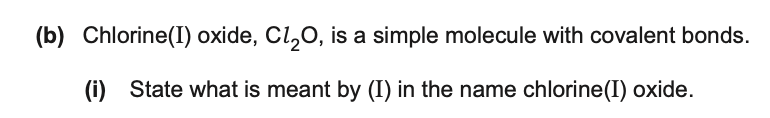 (b) Chlorine(I) oxide, Cl₂O, is a simple molecule with covalent bonds.
(i) State what is meant by (I) in the name chlorine(I) oxide.